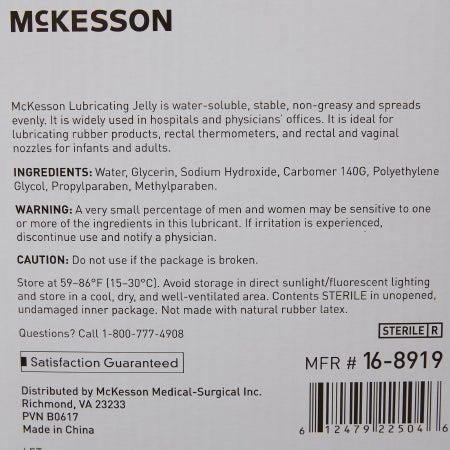 McKESSON
McKesson Lubricating Jelly is water-soluble, stable, non-greasy and spreads
evenly. It is widely used in hospitals and physicians' offices. It is ideal for
lubricating rubber products, rectal thermometers, and rectal and vaginal
nozzles for infants and adults.
INGREDIENTS: Water, Glycerin, Sodium Hydroxide, Carbomer 140G, Polyethylene
Glycol, Propylparaben, Methylparaben.
WARNING: A very small percentage of men and women may be sensitive to one
or more of the ingredients in this lubricant. If irritation is experienced,
discontinue use and notify a physician.
CAUTION: Do not use if the package is broken.
Store at 59–86°F (15–30°C). Avoid storage in direct sunlight/fluorescent lighting
and store in a cool, dry, and well-ventilated area. Contents STERILE in unopened,
undamaged inner package. Not made with natural rubber latex.
Questions? Call 1-800-777-4908
STERILE R
Satisfaction Guaranteed
MFR # 16-8919
Distributed by McKesson Medical-Surgical Inc.
Richmond, VA 23233
PVN B0617
Made in China
6 12479 22504 6